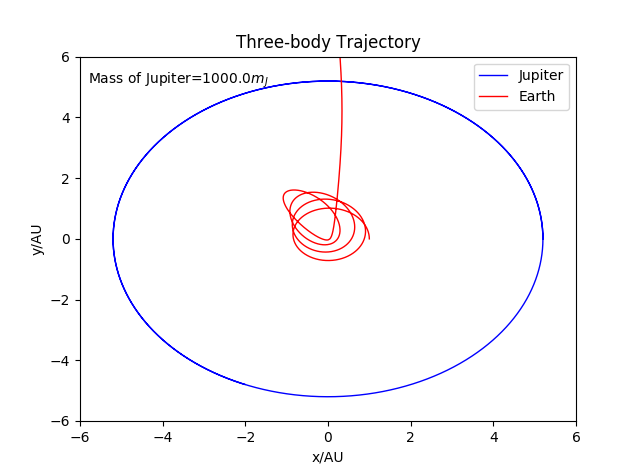 Three-body Trajectory
Mass of Jupiter=1000.0m_J
Jupiter
Earth
6
4
2
0
−2
−4
−6
y/AU
−6
−4
−2
0
2
4
6
x/AU